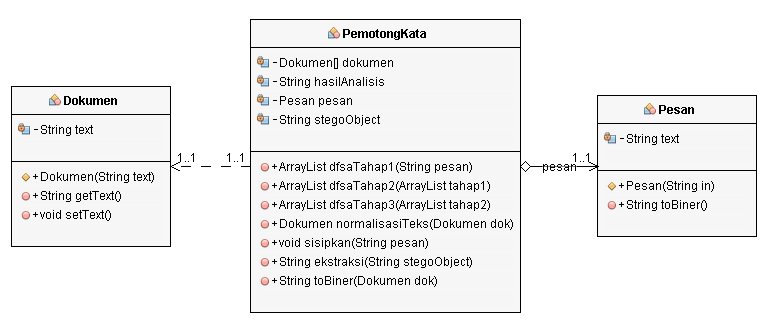 PemotongKata
- Dokumen[] dokumen
- String hasilAnalisis
- Pesan pesan
- String stegoObject
+ ArrayList dfsaTahap1(String pesan)
+ ArrayList dfsaTahap2(ArrayList tahap1)
+ ArrayList dfsaTahap3(ArrayList tahap2)
+ Dokumen normalisasiTeks(Dokumen dok)
+ void sisipkan(String pesan)
+ String ekstraksi(String stegoObject)
+ String toBiner(Dokumen dok)
Dokumen
- String text
+ Dokumen(String text)
+ String getText()
+ void setText()
1..1
1..1
pesan
1..1
Pesan
- String text
+ Pesan(String in)
+ String toBiner()